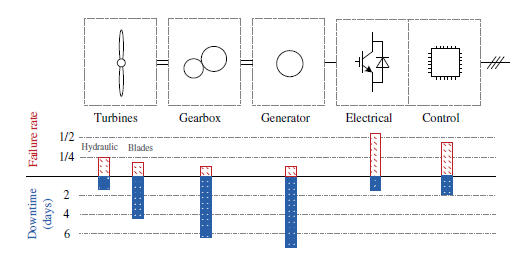 Turbines Gearbox Generator Electrical Control
Failure rate
1/2
Hydraulic Blades
1/4
Downtime
(days)
2
4
6